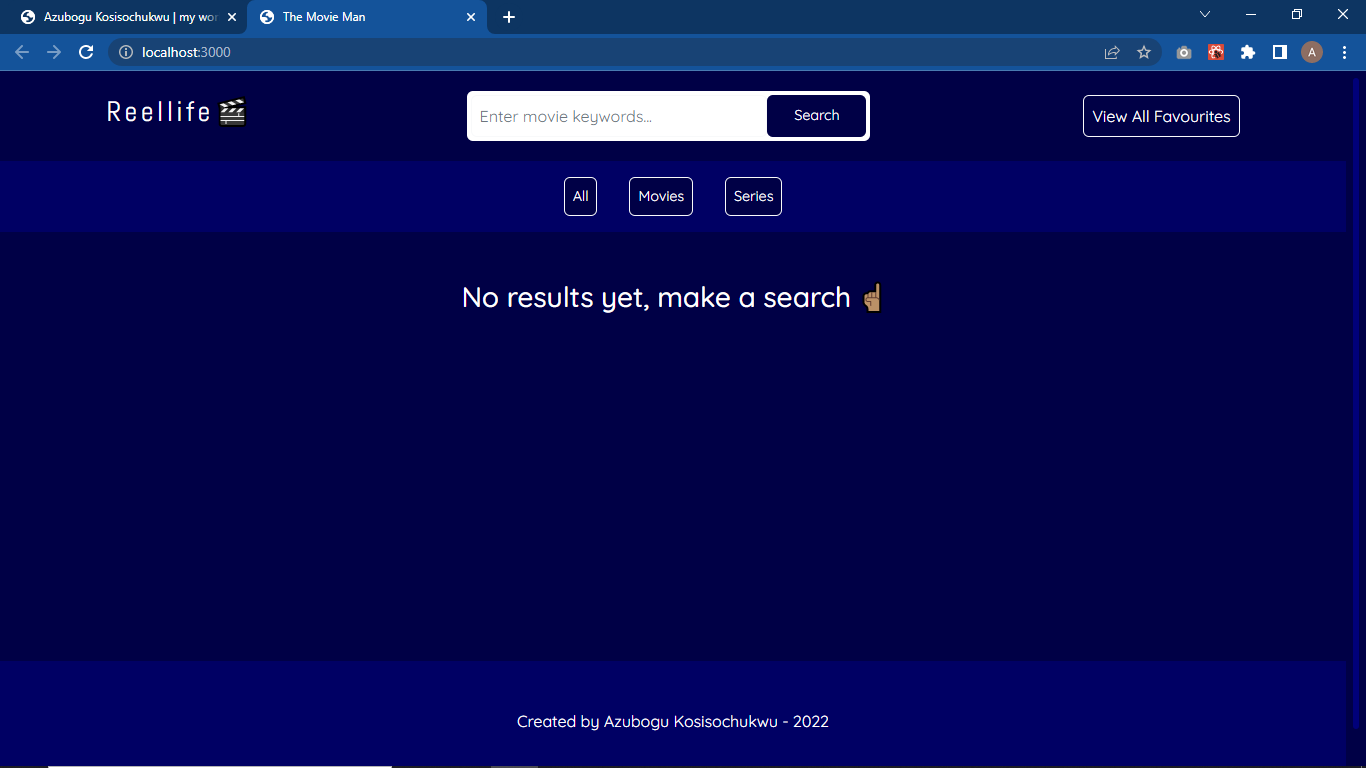 Azubogu Kosisochukwu | my wor
The Movie Man
localhost:3000
A
Reellife 🎬
Enter movie keywords...
Search
View All Favourites
All
Movies
Series
No results yet, make a search ☝🏽
Created by Azubogu Kosisochukwu - 2022